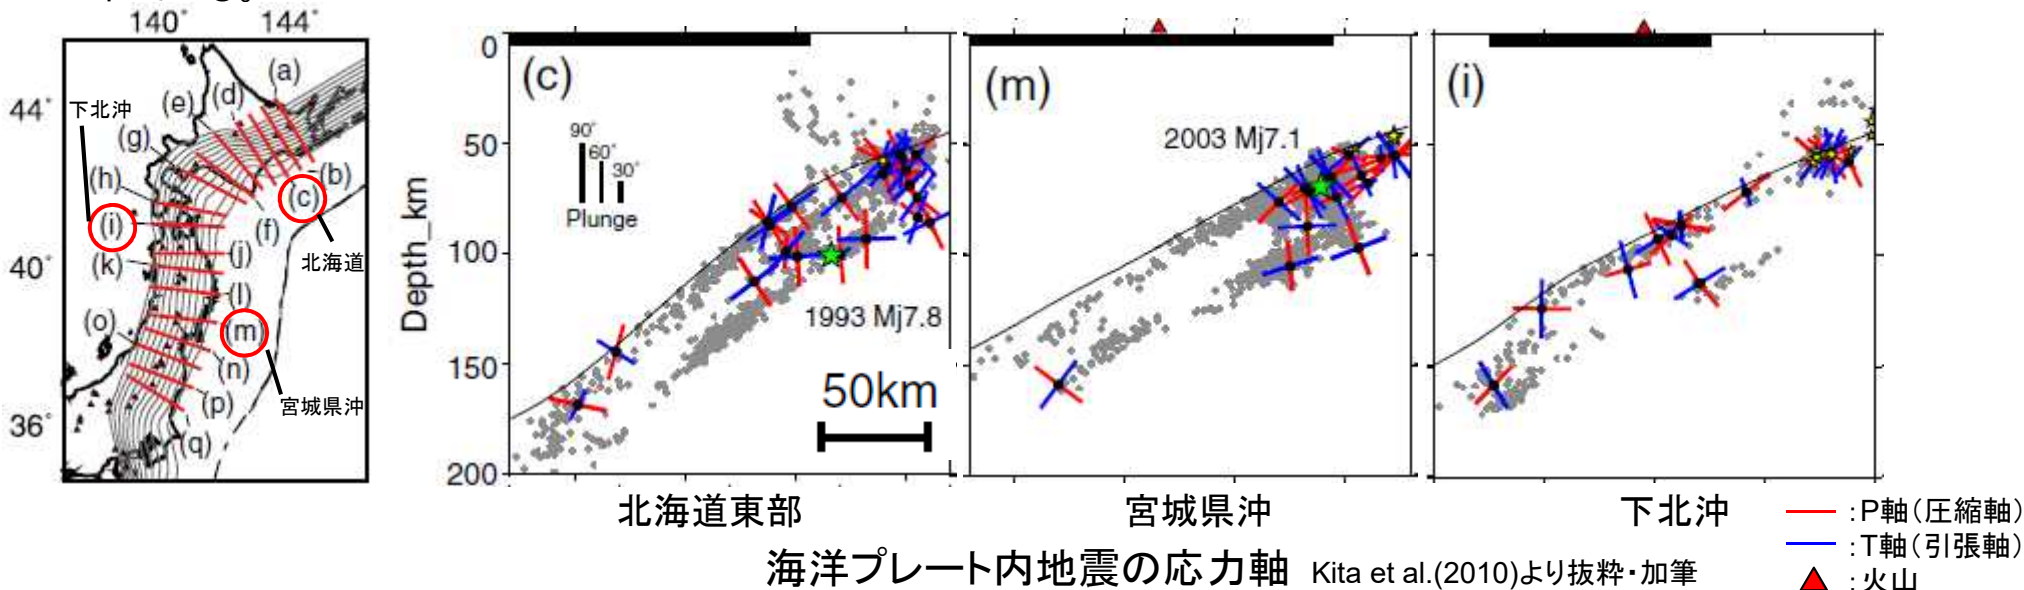 140° 144°
44°
40°
36°
(a)
(d)
(e)
下北沖
(g)
(h)
(b)
(c)
(i)
(f)
(j)
北海道
(k)
(l)
(m)
(o)
(n)
宮城県沖
(p)
(q)
Depth_km
0
50
100
150
200
(c)
90°
60°
30°
Plunge
1993 Mj7.8
50km
北海道東部
(m)
2003 Mj7.1
宮城県沖
(i)
下北沖
:P軸(圧縮軸)
:T軸(引張軸)
:火山
海洋プレート内地震の応力軸 Kita et al.(2010)より抜粋・加筆